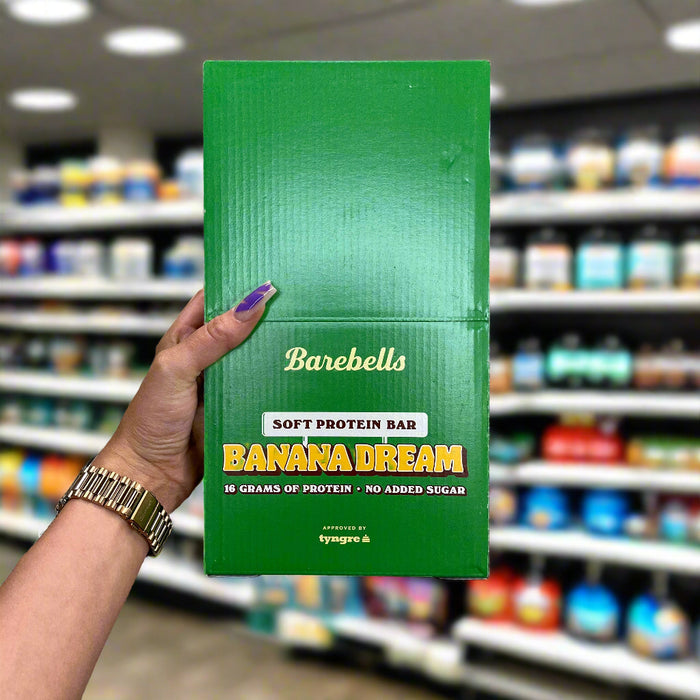 Barebells
SOFT PROTEIN BAR
BANANA DREAM
16 GRAMS OF PROTEIN • NO ADDED SUGAR
APPROVED BY
tyngre